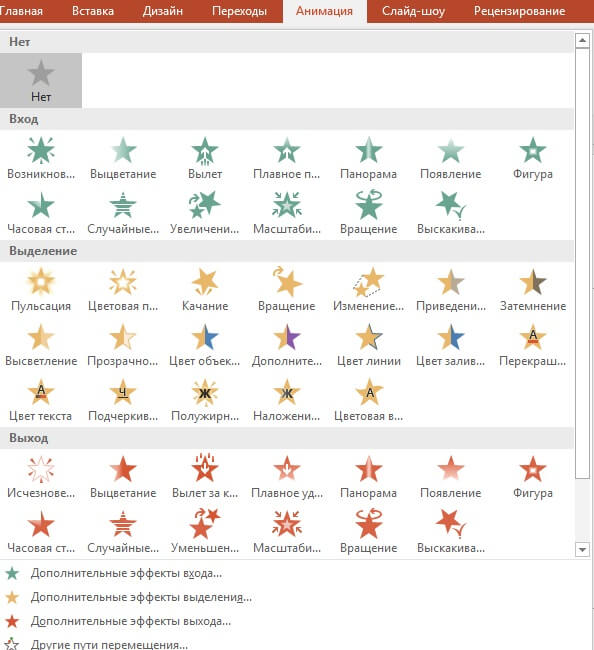 Главная Вставка Дизайн Переходы Анимация Слайд-шоу Рецензирование
Нет
Нет
Вход
Возникнов... Выцветание Вылет Плавное п... Панорама Появление Фигура
Часовая ст... Случайные... Увеличени... Масштаби... Вращение Выскакива...
Выделение
Пульсация Цветовая п... Качание Вращение Изменение... Приведени... Затемнение
Высветление Прозрачно... Цвет объек... Дополните... Цвет линии Цвет залив... Перекраш...
Цвет текста Подчеркив... Полужирн... Наложени... Цветовая в...
Выход
Исчезнове... Выцветание Вылет за к... Плавное уд... Панорама Появление Фигура
Часовая ст... Случайные... Уменьшен... Масштаби... Вращение Выскакива...
Дополнительные эффекты входа...
Дополнительные эффекты выделения...
Дополнительные эффекты выхода...
Другие пути перемещения...